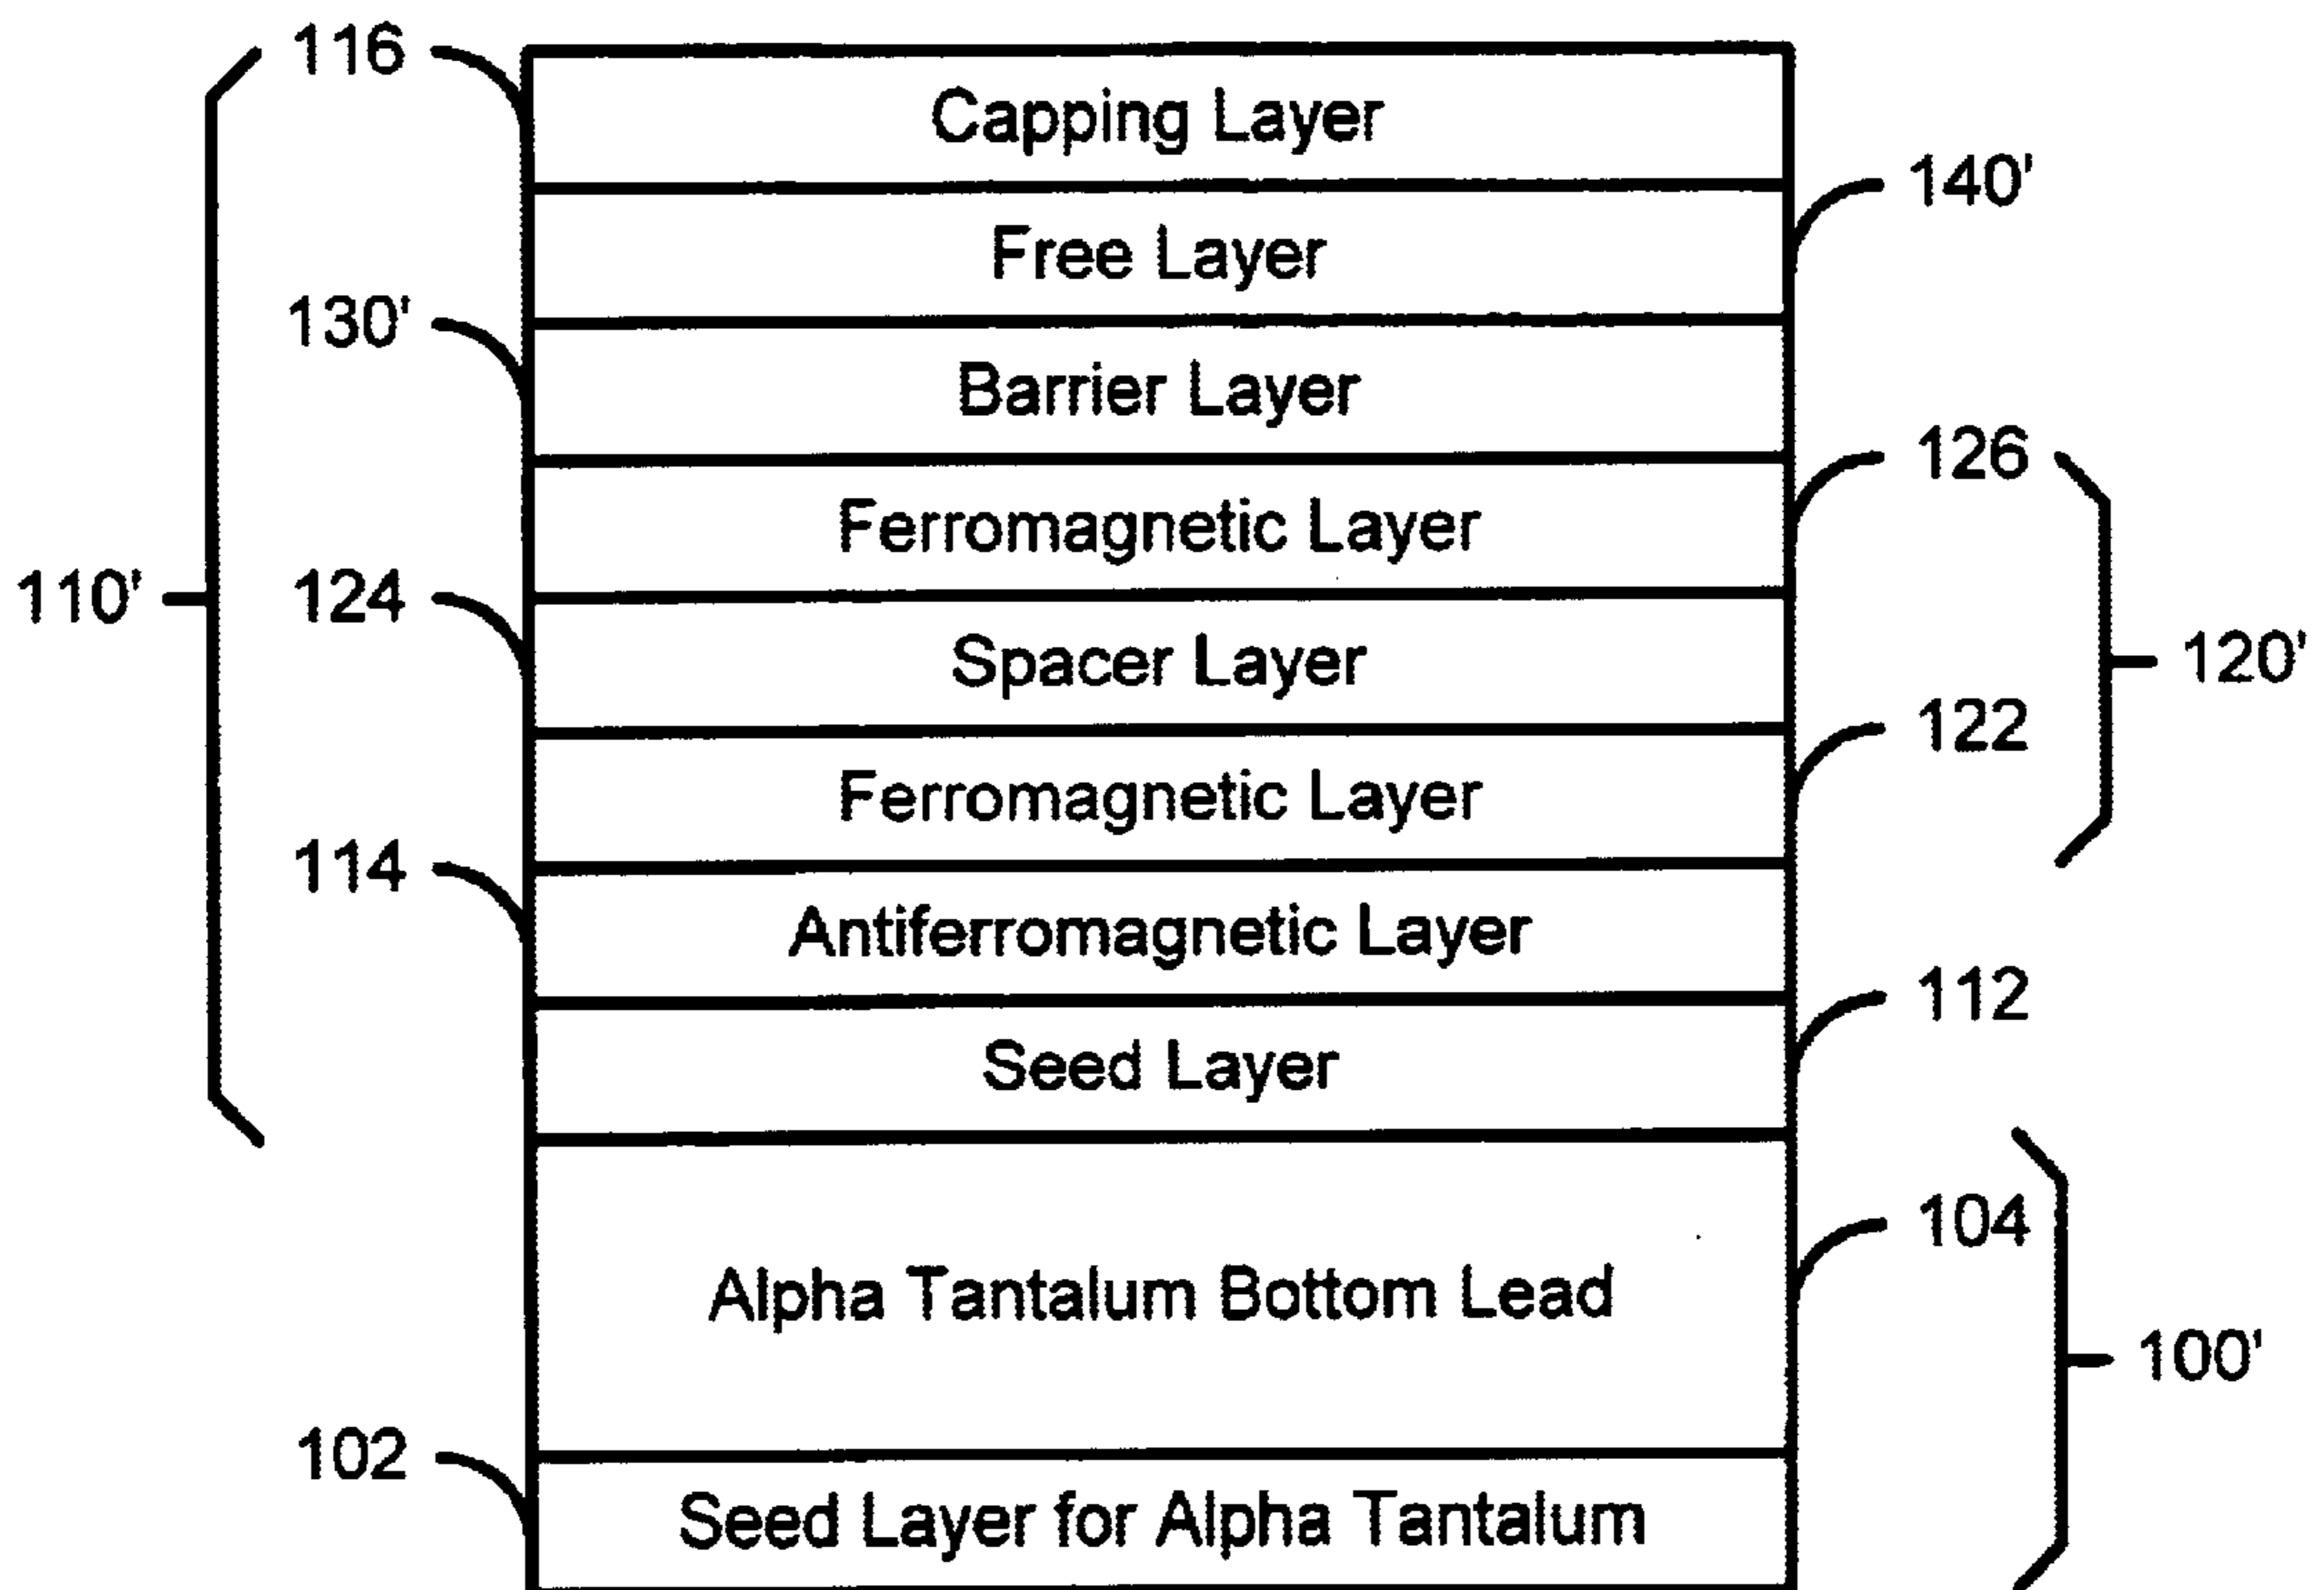 116
Capping Layer
140'
Free Layer
130'
Barrier Layer
126
Ferromagnetic Layer
110'
124
Spacer Layer
120'
122
Ferromagnetic Layer
114
Antiferromagnetic Layer
112
Seed Layer
104
Alpha Tantalum Bottom Lead
100'
102
Seed Layer for Alpha Tantalum